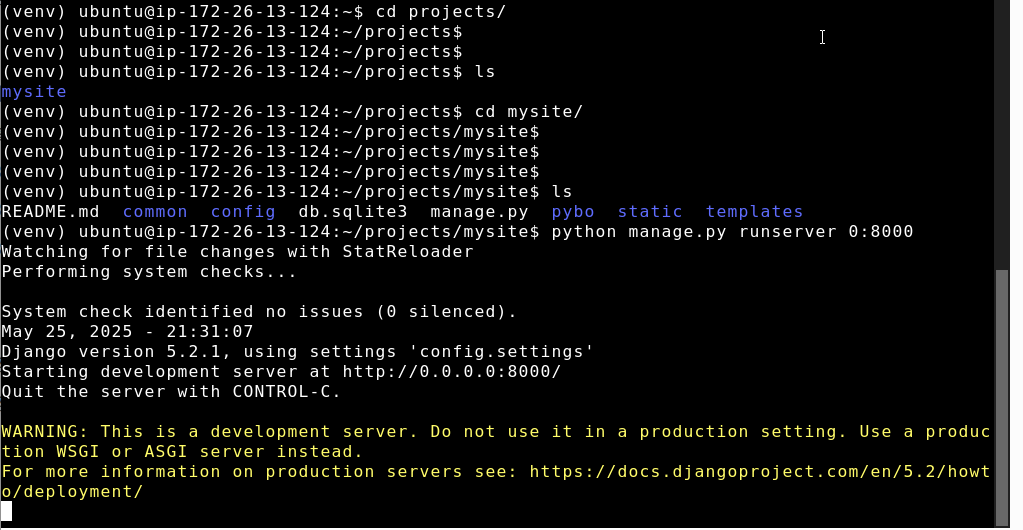 (venv) ubuntu@ip-172-26-13-124:~$ cd projects/
(venv) ubuntu@ip-172-26-13-124:~/projects$
(venv) ubuntu@ip-172-26-13-124:~/projects$
(venv) ubuntu@ip-172-26-13-124:~/projects$ ls
mysite
(venv) ubuntu@ip-172-26-13-124:~/projects$ cd mysite/
(venv) ubuntu@ip-172-26-13-124:~/projects/mysite$
(venv) ubuntu@ip-172-26-13-124:~/projects/mysite$
(venv) ubuntu@ip-172-26-13-124:~/projects/mysite$
(venv) ubuntu@ip-172-26-13-124:~/projects/mysite$ ls
README.md  common  config  db.sqlite3  manage.py  pybo  static  templates
(venv) ubuntu@ip-172-26-13-124:~/projects/mysite$ python manage.py runserver 0:8000
Watching for file changes with StatReloader
Performing system checks...

System check identified no issues (0 silenced).
May 25, 2025 - 21:31:07
Django version 5.2.1, using settings 'config.settings'
Starting development server at http://0.0.0.0:8000/
Quit the server with CONTROL-C.

WARNING: This is a development server. Do not use it in a production setting. Use a produc
tion WSGI or ASGI server instead.
For more information on production servers see: https://docs.djangoproject.com/en/5.2/howt
o/deployment/